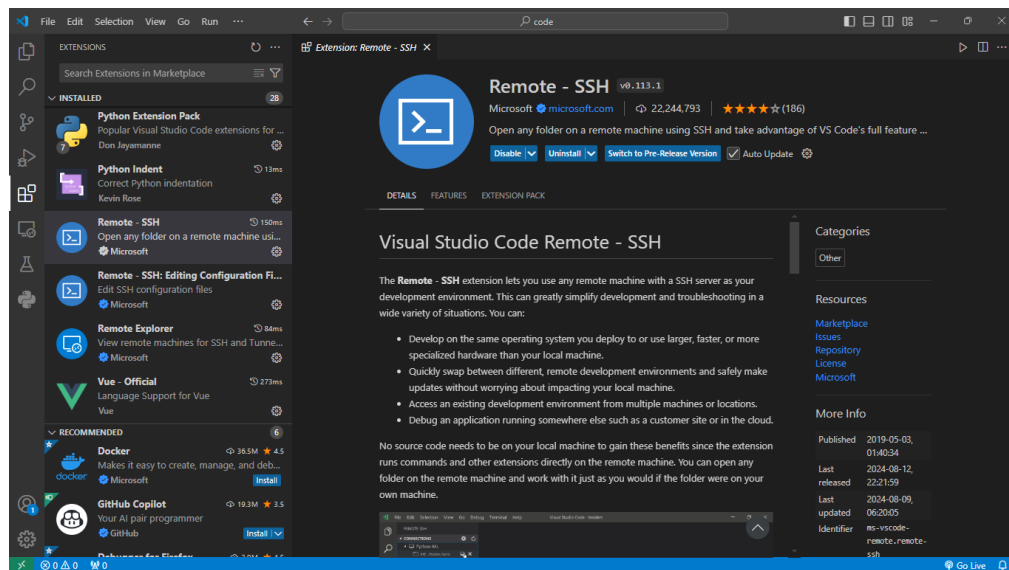 File Edit Selection View Go Run ···
code
EXTENSIONS
Search Extensions in Marketplace
INSTALLED 28
Python Extension Pack
Popular Visual Studio Code extensions for ...
7 Don Jayamanne
Python Indent 13ms
Correct Python indentation
Kevin Rose
Remote - SSH 150ms
Open any folder on a remote machine usi...
Microsoft
Remote - SSH: Editing Configuration Fi...
Edit SSH configuration files
Microsoft
Remote Explorer 84ms
View remote machines for SSH and Tunne...
Microsoft
Vue - Official 273ms
Language Support for Vue
Vue
RECOMMENDED 6
Docker 36.5M ★ 4.5
Makes it easy to create, manage, and deb...
docker Microsoft Install
GitHub Copilot 19.3M ★ 3.5
Your AI pair programmer
GitHub Install
Debugger for Firefox
1
Extension: Remote - SSH
Remote - SSH v0.113.1
Microsoft microsoft.com 22,244,793 ★★★★☆(186)
Open any folder on a remote machine using SSH and take advantage of VS Code's full feature ...
Disable Uninstall Switch to Pre-Release Version Auto Update
DETAILS FEATURES EXTENSION PACK
Visual Studio Code Remote - SSH
The Remote - SSH extension lets you use any remote machine with a SSH server as your
development environment. This can greatly simplify development and troubleshooting in a
wide variety of situations. You can:
• Develop on the same operating system you deploy to or use larger, faster, or more
specialized hardware than your local machine.
• Quickly swap between different, remote development environments and safely make
updates without worrying about impacting your local machine.
• Access an existing development environment from multiple machines or locations.
• Debug an application running somewhere else such as a customer site or in the cloud.
No source code needs to be on your local machine to gain these benefits since the extension
runs commands and other extensions directly on the remote machine. You can open any
folder on the remote machine and work with it just as you would if the folder were on your
own machine.
File Edit Selection View Go Debug Terminal Help
CONNECTIONS
Categories
Other
Resources
Marketplace
Issues
Repository
License
Microsoft
More Info
Published 2019-05-03,
01:40:34
Last 2024-08-12,
released 22:21:59
Last 2024-08-09,
updated 06:20:05
Identifier ms-vscode-
remote.remote-
ssh
0 0 0 Go Live